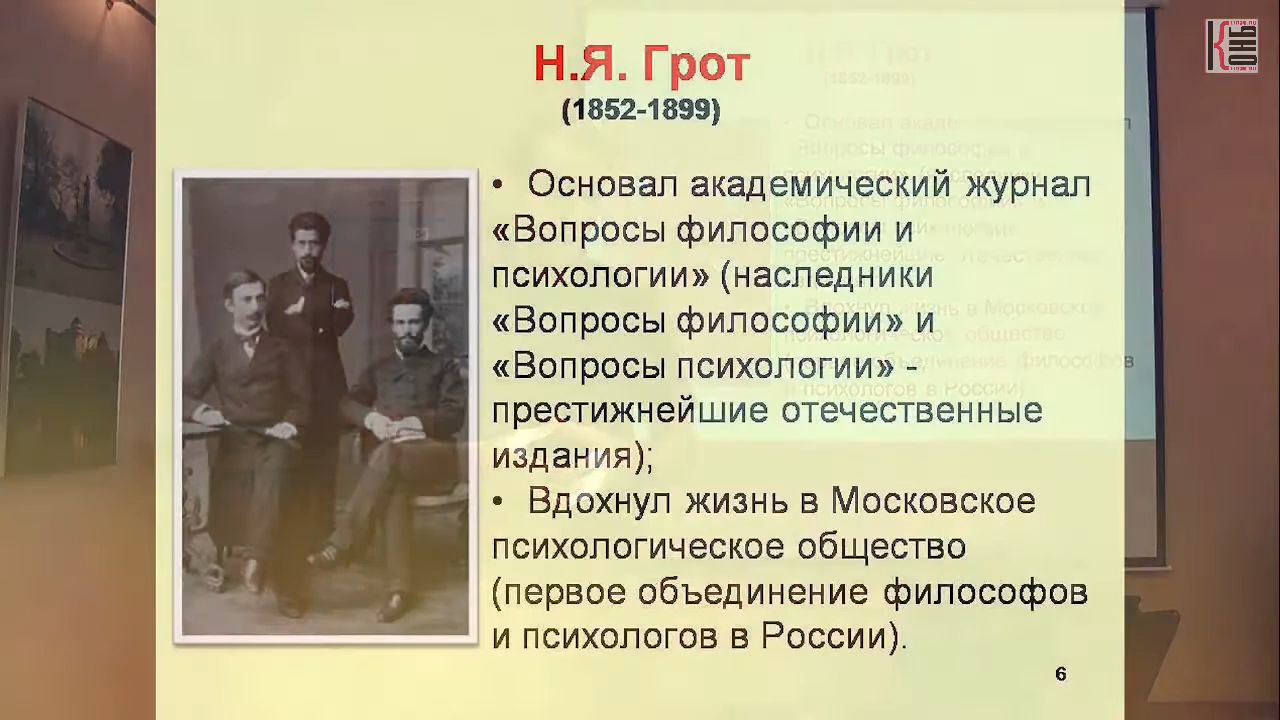 Н.Я. Грот
(1852-1899)
• Основал академический журнал
«Вопросы философии и
психологии» (наследники
«Вопросы философии» и
«Вопросы психологии» -
престижнейшие отечественные
издания);
• Вдохнул жизнь в Московское
психологическое общество
(первое объединение философов
и психологов в России).
6